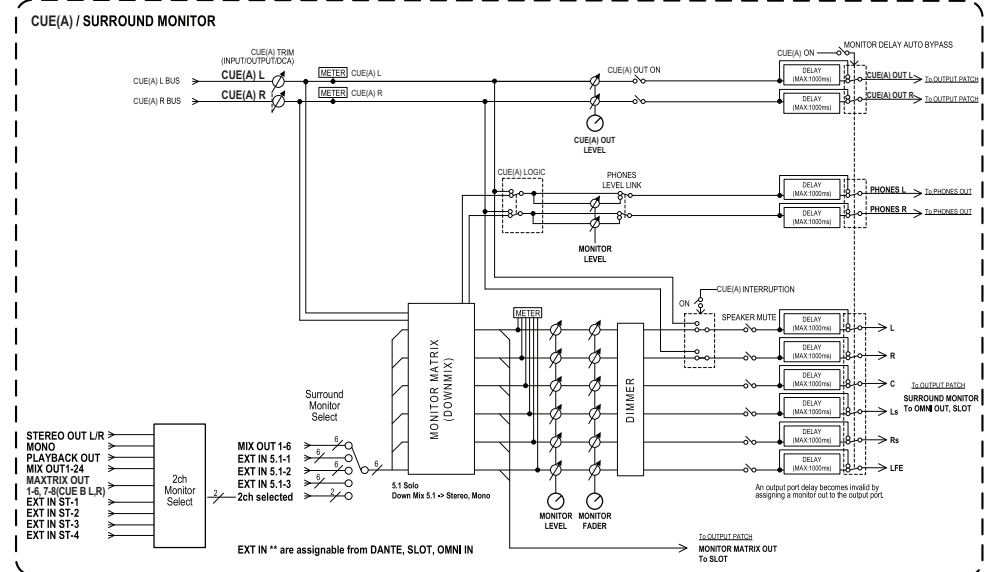 CUE(A) / SURROUND MONITOR
CUE(A) TRIM
(INPUT/OUTPUT/DCA)
CUE(A) L BUS
CUE(A) L
METER CUE(A) L
CUE(A) R BUS
CUE(A) R
METER CUE(A) R
CUE(A) OUT ON
CUE(A) OUT
LEVEL
CUE(A) ON
MONITOR DELAY AUTO BYPASS
DELAY
(MAX:1000ms)
CUE(A) OUT L
To OUTPUT PATCH
DELAY
(MAX:1000ms)
CUE(A) OUT R
To OUTPUT PATCH
CUE(A) LOGIC
PHONES
LEVEL LINK
MONITOR
LEVEL
DELAY
(MAX:1000ms)
PHONES L
To PHONES OUT
DELAY
(MAX:1000ms)
PHONES R
To PHONES OUT
CUE(A) INTERRUPTION
ON
SPEAKER MUTE
METER
MONITOR MATRIX
(DOWNMIX)
DIMMER
DELAY
(MAX:1000ms)
L
DELAY
(MAX:1000ms)
R
DELAY
(MAX:1000ms)
C
DELAY
(MAX:1000ms)
Ls
DELAY
(MAX:1000ms)
Rs
DELAY
(MAX:1000ms)
LFE
To OUTPUT PATCH
SURROUND MONITOR
To OMNI OUT, SLOT
An output port delay becomes invalid by
assigning a monitor out to the output port.
Surround
Monitor
Select
MIX OUT 1-6
6
EXT IN 5.1-1
6
EXT IN 5.1-2
6
EXT IN 5.1-3
6
2ch selected
2
6
5.1 Solo
Down Mix 5.1 -> Stereo, Mono
MONITOR
LEVEL
MONITOR
FADER
STEREO OUT L/R
MONO
PLAYBACK OUT
MIX OUT1-24
MAXTRIX OUT
1-6, 7-8(CUE B L,R)
EXT IN ST-1
EXT IN ST-2
EXT IN ST-3
EXT IN ST-4
2ch
Monitor
Select
2
EXT IN ** are assignable from DANTE, SLOT, OMNI IN
To OUTPUT PATCH
MONITOR MATRIX OUT
To SLOT